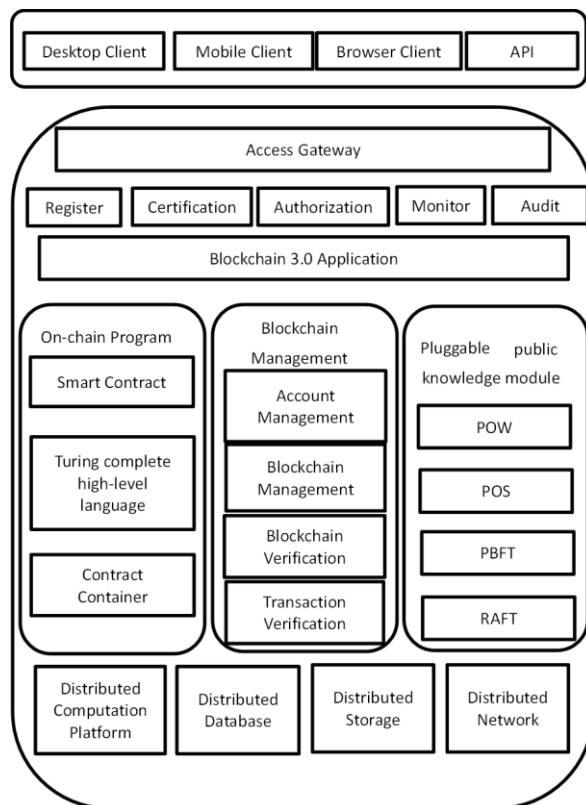 Desktop Client
Mobile Client
Browser Client
API
Access Gateway
Register
Certification
Authorization
Monitor
Audit
Blockchain 3.0 Application
On-chain Program
Smart Contract
Turing complete
high-level
language
Contract
Container
Blockchain
Management
Account
Management
Blockchain
Management
Blockchain
Verification
Transaction
Verification
Pluggable public
knowledge module
POW
POS
PBFT
RAFT
Distributed
Computation
Platform
Distributed
Database
Distributed
Storage
Distributed
Network